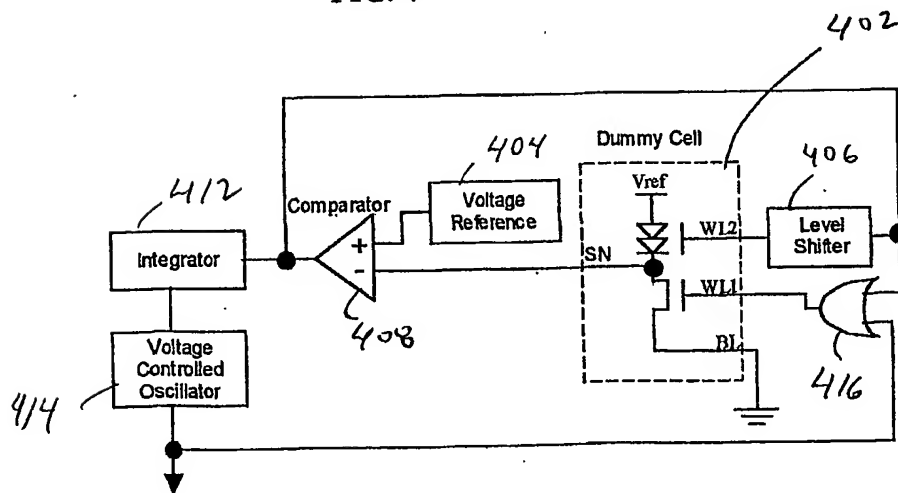 402
Dummy Cell
404
406
412
Comparator
Voltage
Reference
Vref
Level
Shifter
WL2
Integrator
+
-
SN
WL1
408
Voltage
Controlled
Oscillator
BL
416
414